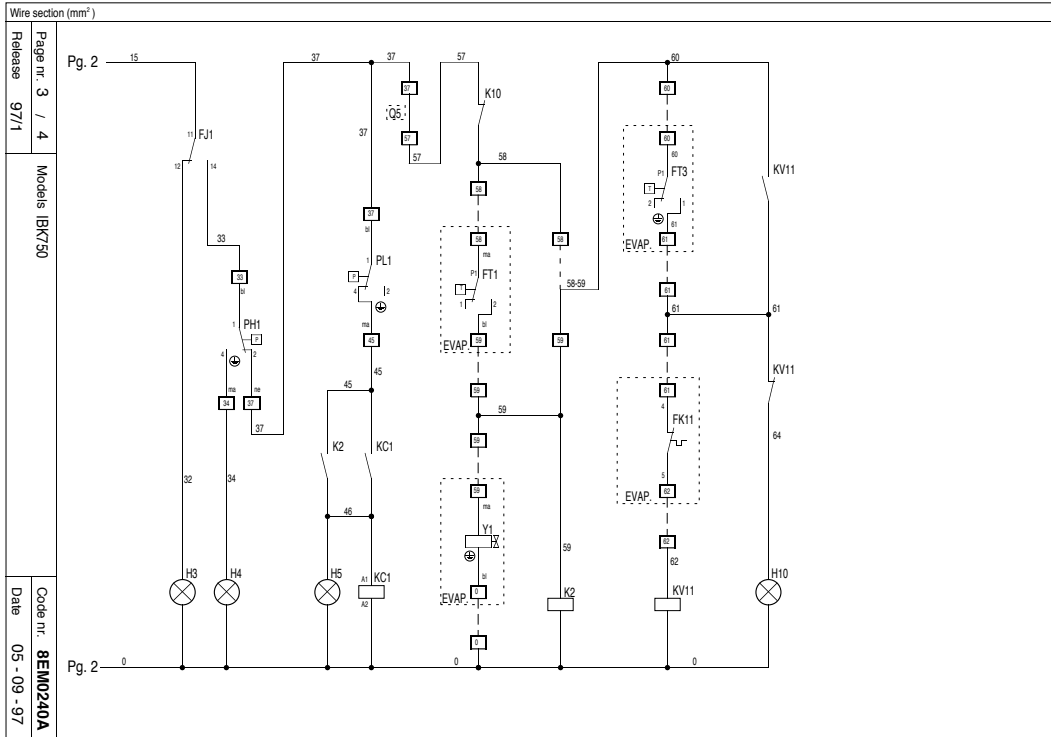 Wire section (mm²)
Page nr. 3 / 4
Release 97/1
Models IBK750
Code nr. 8EM0240A
Date 05 - 09 - 97
Pg. 2
15
37
37
57
60
37
60
K10
Q5
11
FJ1
37
57
60
60
12
14
57
58
P1
FT3
KV11
T
58
2
1
33
37
61
bl
58
58
EVAP.
61
33
1
PL1
ma
bl
P
P1
FT1
58-59
61
4
2
T
1
PH1
1
2
61
61
P
ma
bl
4
2
45
EVAP.
59
59
61
ma
ne
45
KV11
34
37
45
59
61
4
37
59
FK11
K2
KC1
59
64
32
34
59
5
EVAP.
62
46
ma
Y1
59
62
H3
H4
H5
A1
KC1
bl
62
H10
A2
EVAP.
0
K2
KV11
0
Pg. 2
0
0
0